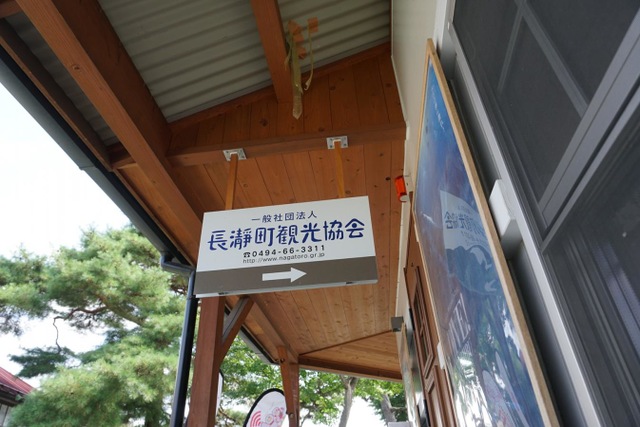 一般社団法人
長瀞町観光協会
☎0494-66-3311
http://www.nagatoro.gr.jp